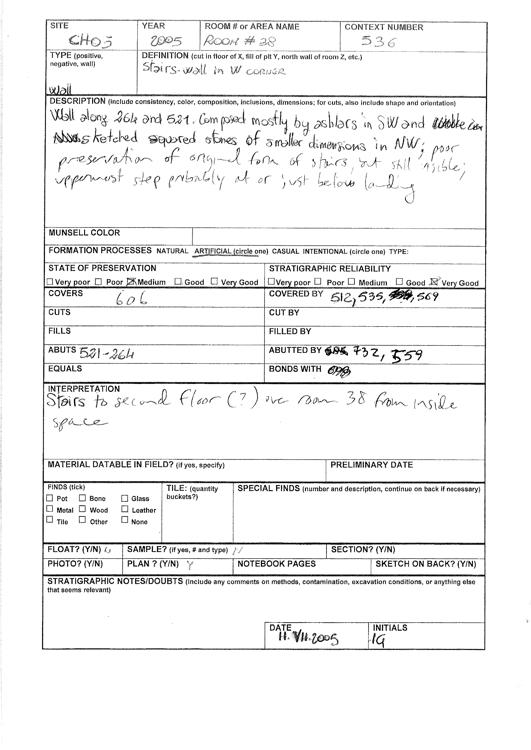 SITE YEAR ROOM # or AREA NAME CONTEXT NUMBER
CH05 2005 ROOM # 38 536
TYPE (positive, negative, wall) DEFINITION (cut in floor of X, fill of pit Y, north wall of room Z, etc.)
Wall Stairs-wall in W CORNER
DESCRIPTION (include consistency, color, composition, inclusions, dimensions; for cuts, also include shape and orientation)
Wall along 264 and 521. Composed mostly by ashlars in SW and
sketched squared stones of smaller dimensions in NW; poor
preservation of original form of stairs, but still visible;
uppermost step probably at or just below landing
MUNSELL COLOR
FORMATION PROCESSES NATURAL ARTIFICIAL (circle one) CASUAL INTENTIONAL (circle one) TYPE:
STATE OF PRESERVATION STRATIGRAPHIC RELIABILITY
☐ Very poor ☐ Poor ☒ Medium ☐ Good ☐ Very Good ☐ Very poor ☐ Poor ☐ Medium ☐ Good ☒ Very Good
COVERS 606 COVERED BY 512, 535, 569
CUTS CUT BY
FILLS FILLED BY
ABUTS 521-264 ABUTTED BY 732, 559
EQUALS BONDS WITH
INTERPRETATION
Stairs to second floor (?) over room 38 from inside
space
MATERIAL DATABLE IN FIELD? (if yes, specify) PRELIMINARY DATE
FINDS (tick) TILE: (quantity buckets?) SPECIAL FINDS (number and description, continue on back if necessary)
☐ Pot ☐ Bone ☐ Glass
☐ Metal ☐ Wood ☐ Leather
☐ Tile ☐ Other ☐ None
FLOAT? (Y/N) SAMPLE? (if yes, # and type) // SECTION? (Y/N)
PHOTO? (Y/N) PLAN ? (Y/N) Y NOTEBOOK PAGES SKETCH ON BACK? (Y/N)
STRATIGRAPHIC NOTES/DOUBTS (Include any comments on methods, contamination, excavation conditions, or anything else
that seems relevant)
DATE INITIALS
11.VII.2005 IG